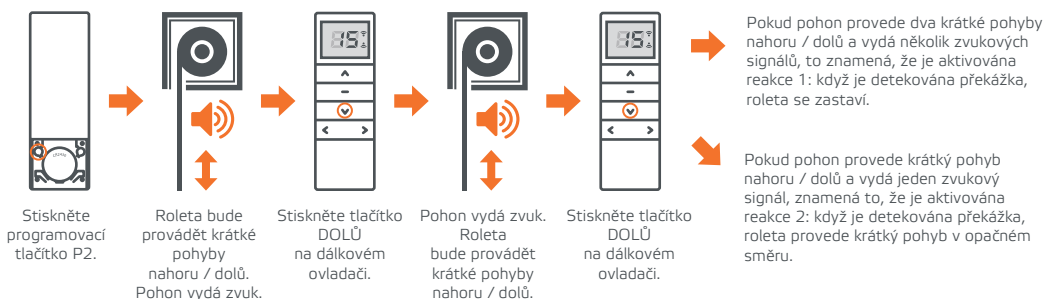 Stiskněte
programovací
tlačítko P2.
Roleta bude
provádět krátké
pohyby
nahoru / dolů.
Pohon vydá zvuk.
15
Stiskněte tlačítko
DOLŮ
na dálkovém
ovladači.
Pohon vydá zvuk.
Roleta
bude provádět
krátké pohyby
nahoru / dolů.
15
Stiskněte tlačítko
DOLŮ
na dálkovém
ovladači.
Pokud pohon provede dva krátké pohyby
nahoru / dolů a vydá několik zvukových
signálů, to znamená, že je aktivována
reakce 1: když je detekována překážka,
roleta se zastaví.
Pokud pohon provede krátký pohyb
nahoru / dolů a vydá jeden zvukový
signál, znamená to, že je aktivována
reakce 2: když je detekována překážka,
roleta provede krátký pohyb v opačném
směru.